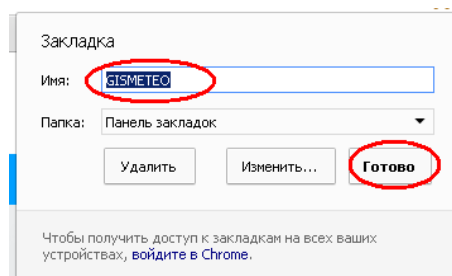 Закладка
Имя: GISMETEO
Папка: Панель закладок
Удалить Изменить... Готово
Чтобы получить доступ к закладкам на всех ваших
устройствах, войдите в Chrome.